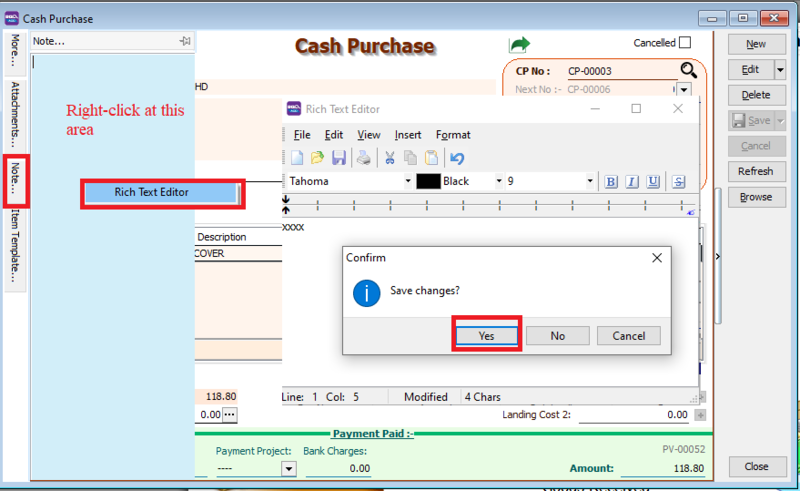 Cash Purchase
Note...
More...
Attachments...
Note...
Item Template...
Right-click at this
area
Rich Text Editor
Cash Purchase
Cancelled
CP No :
CP-00003
Next No :-
CP-00006
HD
Rich Text Editor
File Edit View Insert Format
Tahoma
Black
9
B I U S
xxxx
Description
COVER
Confirm
Save changes?
Yes
No
Cancel
Line: 1 Col: 5
Modified
4 Chars
118.80
0.00
Landing Cost 2:
0.00
Payment Paid :-
Payment Project:
Bank Charges:
PV-00052
----
0.00
Amount:
118.80
New
Edit
Delete
Save
Cancel
Refresh
Browse
Close